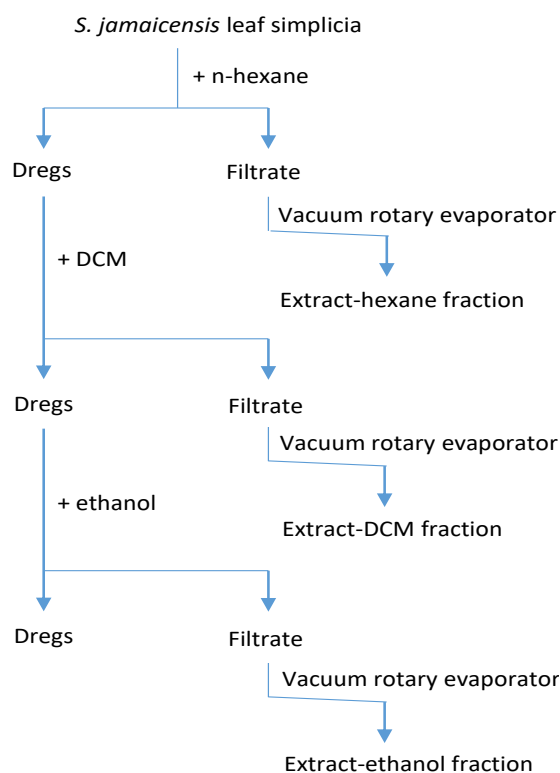 S. jamaicensis leaf simplicia
+ n-hexane
Dregs
Filtrate
Vacuum rotary evaporator
+ DCM
Extract-hexane fraction
Dregs
Filtrate
Vacuum rotary evaporator
+ ethanol
Extract-DCM fraction
Dregs
Filtrate
Vacuum rotary evaporator
Extract-ethanol fraction